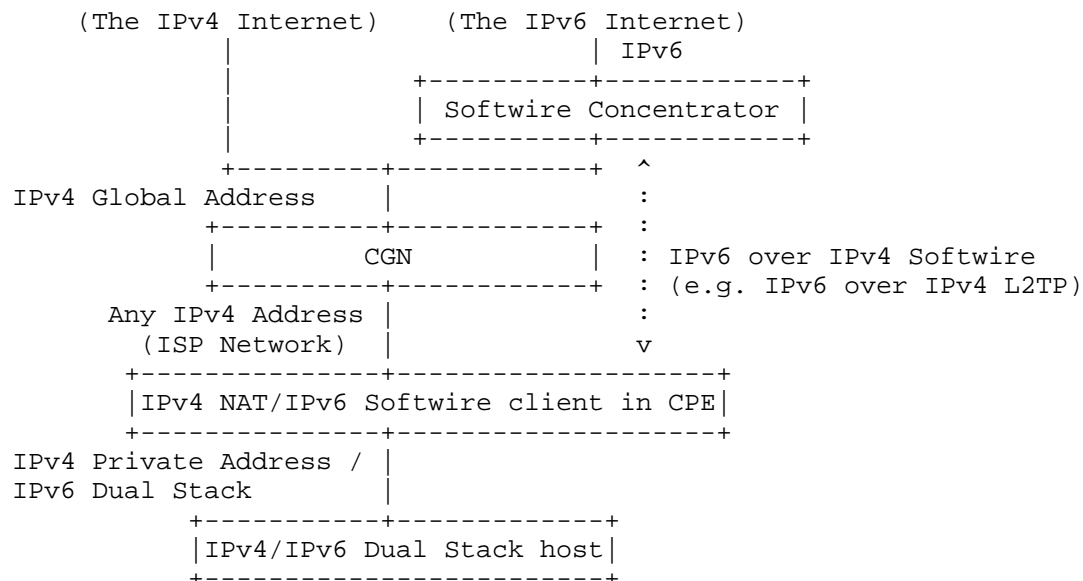 (The IPv4 Internet) (The IPv6 Internet)
IPv6
Softwire Concentrator
IPv4 Global Address
CGN
IPv6 over IPv4 Softwire
(e.g. IPv6 over IPv4 L2TP)
Any IPv4 Address
(ISP Network)
IPv4 NAT/IPv6 Softwire client in CPE
IPv4 Private Address /
IPv6 Dual Stack
IPv4/IPv6 Dual Stack host